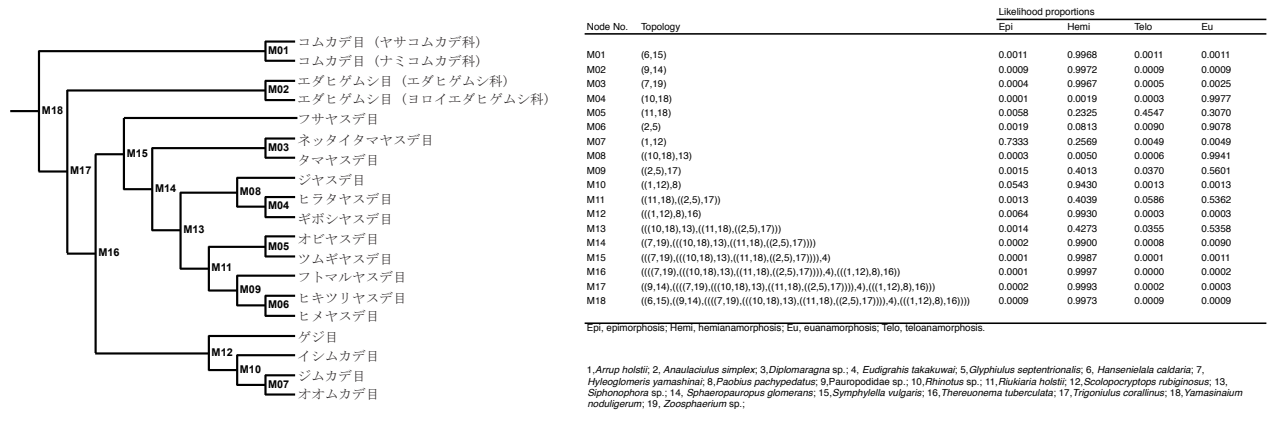 コムカデ目（ヤサコムカデ科）
M01
コムカデ目（ナミコムカデ科）
エダヒゲムシ目（エダヒゲムシ科）
M02
エダヒゲムシ目（ヨロイエダヒゲムシ科）
M18
フサヤスデ目
ネッタイタマヤスデ目
M03
M15
タマヤスデ目
M17
ジヤスデ目
M14
M08
ヒラタヤスデ目
M04
ギボシヤスデ目
M13
オビヤスデ目
M05
M16
ツムギヤスデ目
M11
フトマルヤスデ目
M09
ヒキツリヤスデ目
M06
ヒメヤスデ目
ゲジ目
M12
イシムカデ目
M10
ジムカデ目
M07
オオムカデ目
Likelihood proportions
Node No. Topology Epi Hemi Telo Eu
M01 (6,15) 0.0011 0.9968 0.0011 0.0011
M02 (9,14) 0.0009 0.9972 0.0009 0.0009
M03 (7,19) 0.0004 0.9967 0.0005 0.0025
M04 (10,18) 0.0001 0.0019 0.0003 0.9977
M05 (11,18) 0.0058 0.2325 0.4547 0.3070
M06 (2,5) 0.0019 0.0813 0.0090 0.9078
M07 (1,12) 0.7333 0.2569 0.0049 0.0049
M08 ((10,18),13) 0.0003 0.0050 0.0006 0.9941
M09 ((2,5),17) 0.0015 0.4013 0.0370 0.5601
M10 ((1,12),8) 0.0543 0.9430 0.0013 0.0013
M11 ((11,18),((2,5),17)) 0.0013 0.4039 0.0586 0.5362
M12 (((1,12),8),16) 0.0064 0.9930 0.0003 0.0003
M13 (((10,18),13),((11,18),((2,5),17))) 0.0014 0.4273 0.0355 0.5358
M14 ((7,19),(((10,18),13),((11,18),((2,5),17)))) 0.0002 0.9900 0.0008 0.0090
M15 (((7,19),(((10,18),13),((11,18),((2,5),17)))),4) 0.0001 0.9987 0.0001 0.0011
M16 ((((7,19),(((10,18),13),((11,18),((2,5),17)))),4),(((1,12),8),16)) 0.0001 0.9997 0.0000 0.0002
M17 ((9,14),((((7,19),(((10,18),13),((11,18),((2,5),17)))),4),(((1,12),8),16))) 0.0002 0.9993 0.0002 0.0003
M18 ((6,15),((9,14),((((7,19),(((10,18),13),((11,18),((2,5),17)))),4),(((1,12),8),16)))) 0.0009 0.9973 0.0009 0.0009
Epi, epimorphosis; Hemi, hemianamorphosis; Eu, euanamorphosis; Telo, teloanamorphosis.
1,Arrup holstii; 2, Anaulaciulus simplex; 3,Diplomaragna sp.; 4, Eudigrahis takakuwai; 5,Glyphiulus septentrionalis; 6, Hansenielala caldaria; 7,
Hyleoglomeris yamashinai; 8,Paobius pachypedatus; 9,Pauropodidae sp.; 10,Rhinotus sp.; 11,Riukiaria holstii; 12,Scolopocryptops rubiginosus; 13,
Siphonophora sp.; 14, Sphaeropauropus glomerans; 15,Symphylella vulgaris; 16,Thereuonema tuberculata; 17,Trigoniulus corallinus; 18,Yamasinaium
noduligerum; 19, Zoosphaerium sp.;